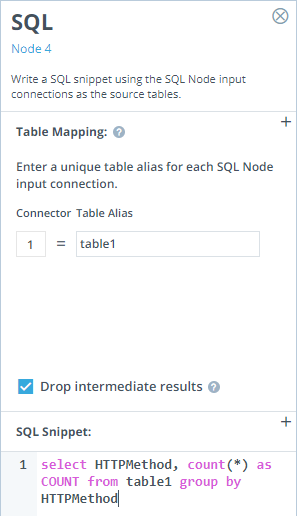 SQL
Node 4
Write a SQL snippet using the SQL Node input
connections as the source tables.
Table Mapping: ?
Enter a unique table alias for each SQL Node
input connection.
Connector Table Alias
1 = table1
Drop intermediate results ?
SQL Snippet:
1 select HTTPMethod, count(*) as
COUNT from table1 group by
HTTPMethod